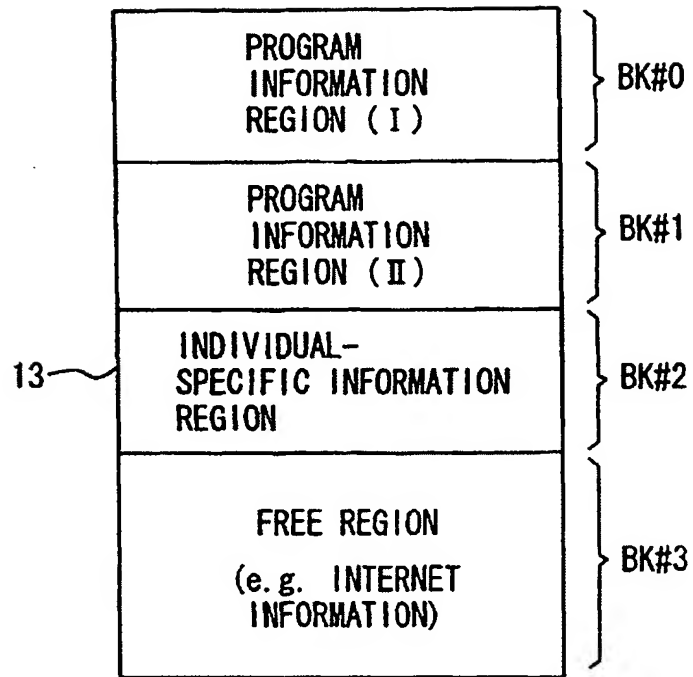 PROGRAM
INFORMATION
REGION (I)
BK#0
PROGRAM
INFORMATION
REGION (II)
BK#1
13
INDIVIDUAL-
SPECIFIC INFORMATION
REGION
BK#2
FREE REGION
(e.g. INTERNET
INFORMATION)
BK#3